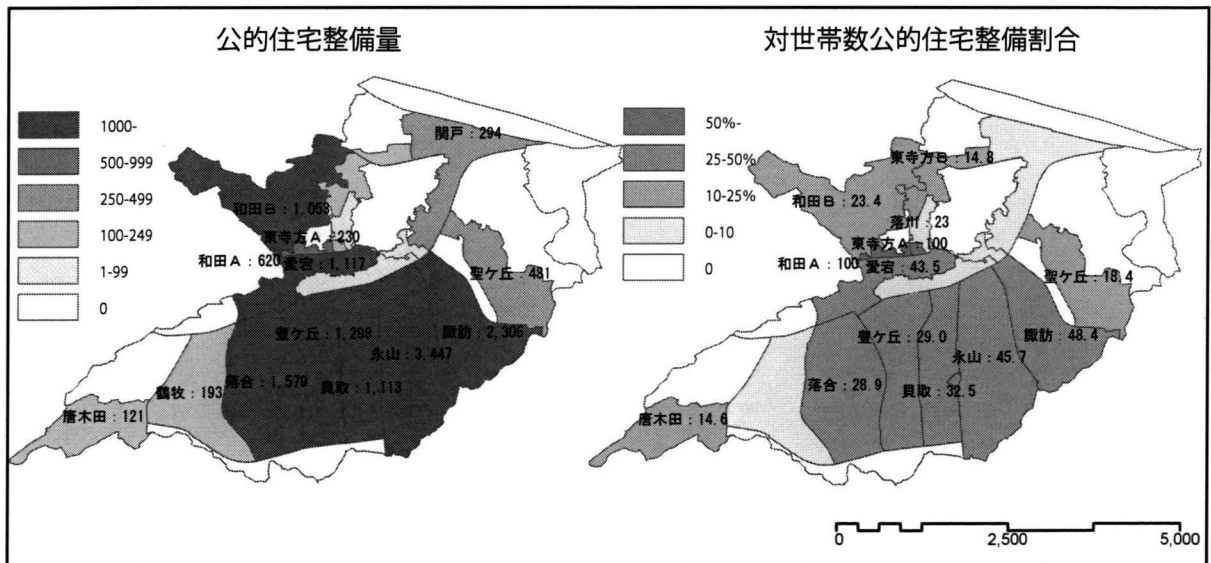 公的住宅整備量
対世帯数公的住宅整備割合
1000-
500-999
250-499
100-249
1-99
0
関戸：294
和田B：1,053
東寺方A：230
和田A：620
愛宕：1,117
聖ケ丘：481
豊ケ丘：1,298
諏訪：2,306
永山：3,447
落合：1,579
貝取：1,113
鶴牧：193
唐木田：121
50%-
25-50%
10-25%
0-10
0
東寺方B：14.8
和田B：23.4
落川：23
東寺方A：100
和田A：100
愛宕：43.5
聖ケ丘：18.4
豊ケ丘：29.0
諏訪：48.4
永山：45.7
落合：28.9
貝取：32.5
唐木田：14.6
0
2,500
5,000